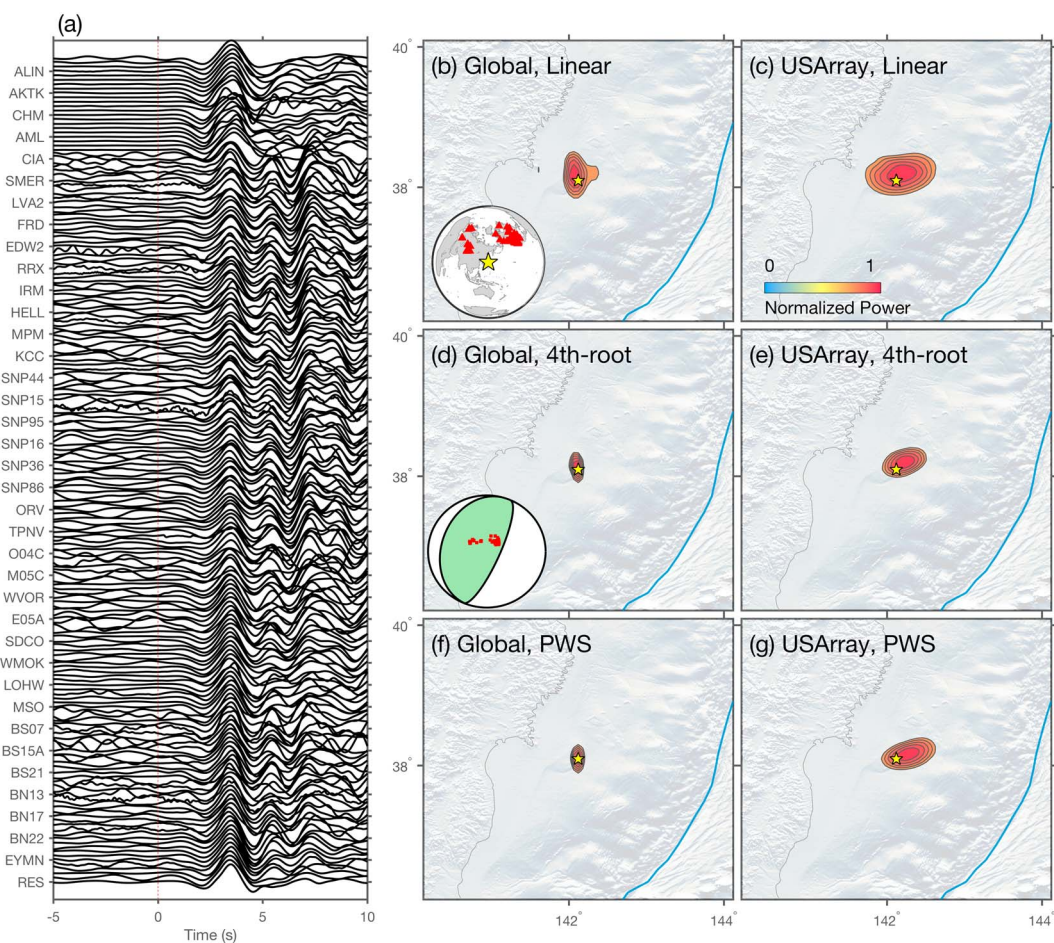 (a)
ALIN
AKTK
CHM
AML
CIA
SMER
LVA2
FRD
EDW2
RRX
IRM
HELL
MPM
KCC
SNP44
SNP15
SNP95
SNP16
SNP36
SNP86
ORV
TPNV
O04C
M05C
WVOR
E05A
SDCO
WMOK
LOHW
MSO
BS07
BS15A
BS21
BN13
BN17
BN22
EYMN
RES
-5 0 5 10
Time (s)
40°
(b) Global, Linear
38°
(c) USArray, Linear
0 1
Normalized Power
40°
(d) Global, 4th-root
38°
(e) USArray, 4th-root
40°
(f) Global, PWS
38°
(g) USArray, PWS
142° 144° 142° 144°